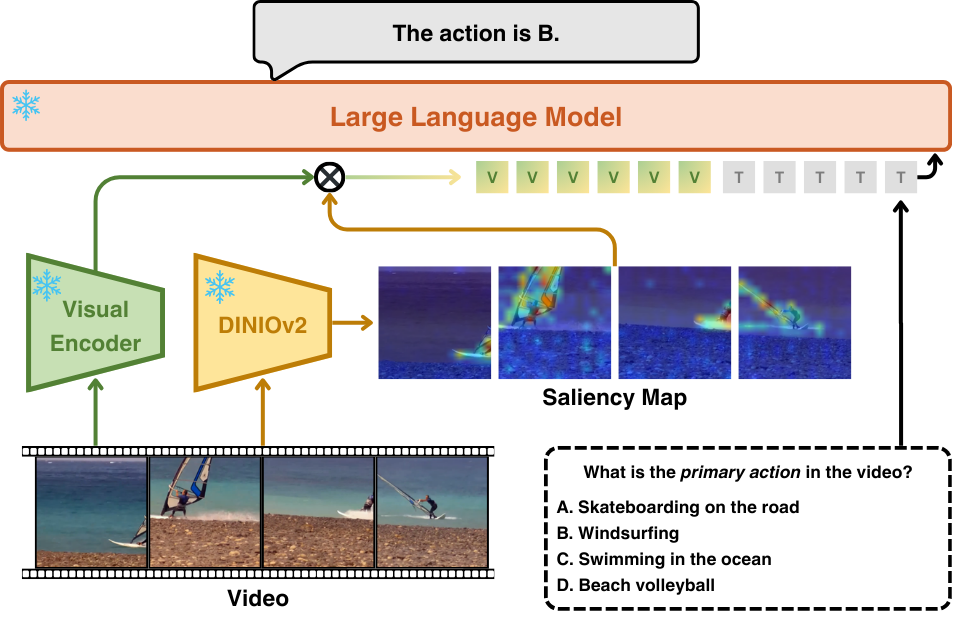 The action is B.
Large Language Model
V V V V V V T T T T T
Visual
Encoder
DINIOv2
Saliency Map
What is the primary action in the video?
A. Skateboarding on the road
B. Windsurfing
C. Swimming in the ocean
D. Beach volleyball
Video